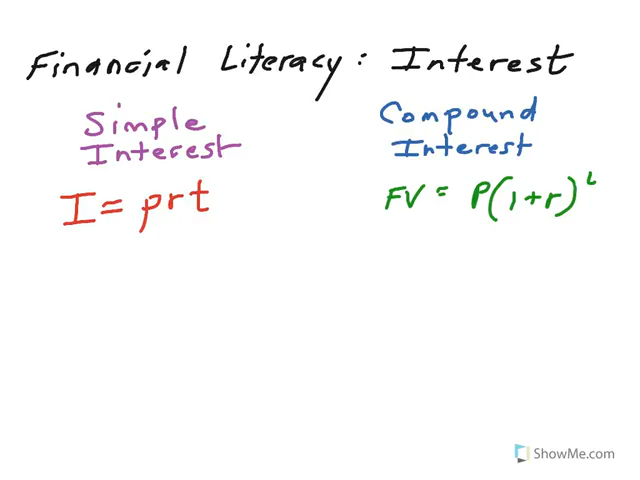 Financial Literacy: Interest
Simple Interest
Compound Interest
I = prt
FV = P(1+r)
ShowMe.com